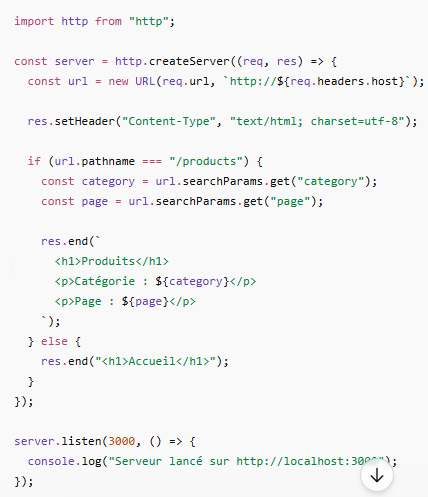 import http from "http";
const server = http.createServer((req, res) => {
const url = new URL(req.url, `http://${req.headers.host}`);
res.setHeader("Content-Type", "text/html; charset=utf-8");
if (url.pathname === "/products") {
const category = url.searchParams.get("category");
const page = url.searchParams.get("page");
res.end(`
<h1>Produits</h1>
<p>Catégorie : ${category}</p>
<p>Page : ${page}</p>
`);
} else {
res.end("<h1>Accueil</h1>");
}
});
server.listen(3000, () => {
console.log("Serveur lancé sur http://localhost:3000");
});